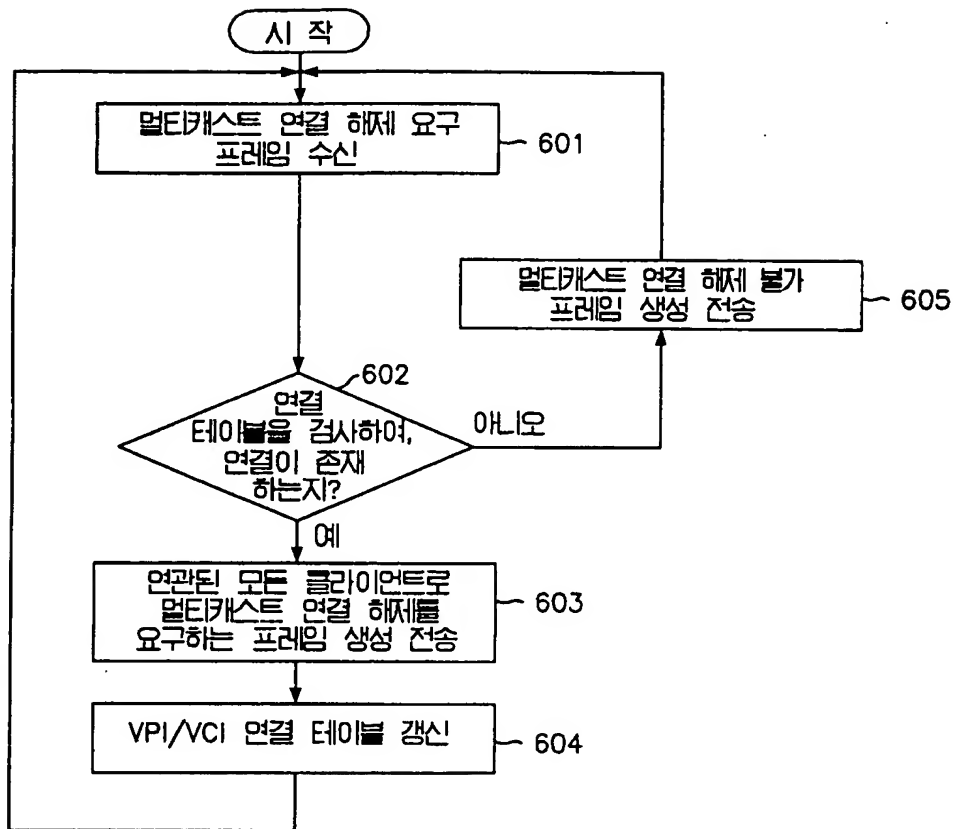 시 작
멀티캐스트 연결 해제 요구
프레임 수신
601
멀티캐스트 연결 해제 불가
프레임 생성 전송
605
602
연결
테이블을 검사하여,
연결이 존재
하는지?
아니오
예
연관된 모든 클라이언트로
멀티캐스트 연결 해제를
요구하는 프레임 생성 전송
603
VPI/VCI 연결 테이블 갱신
604